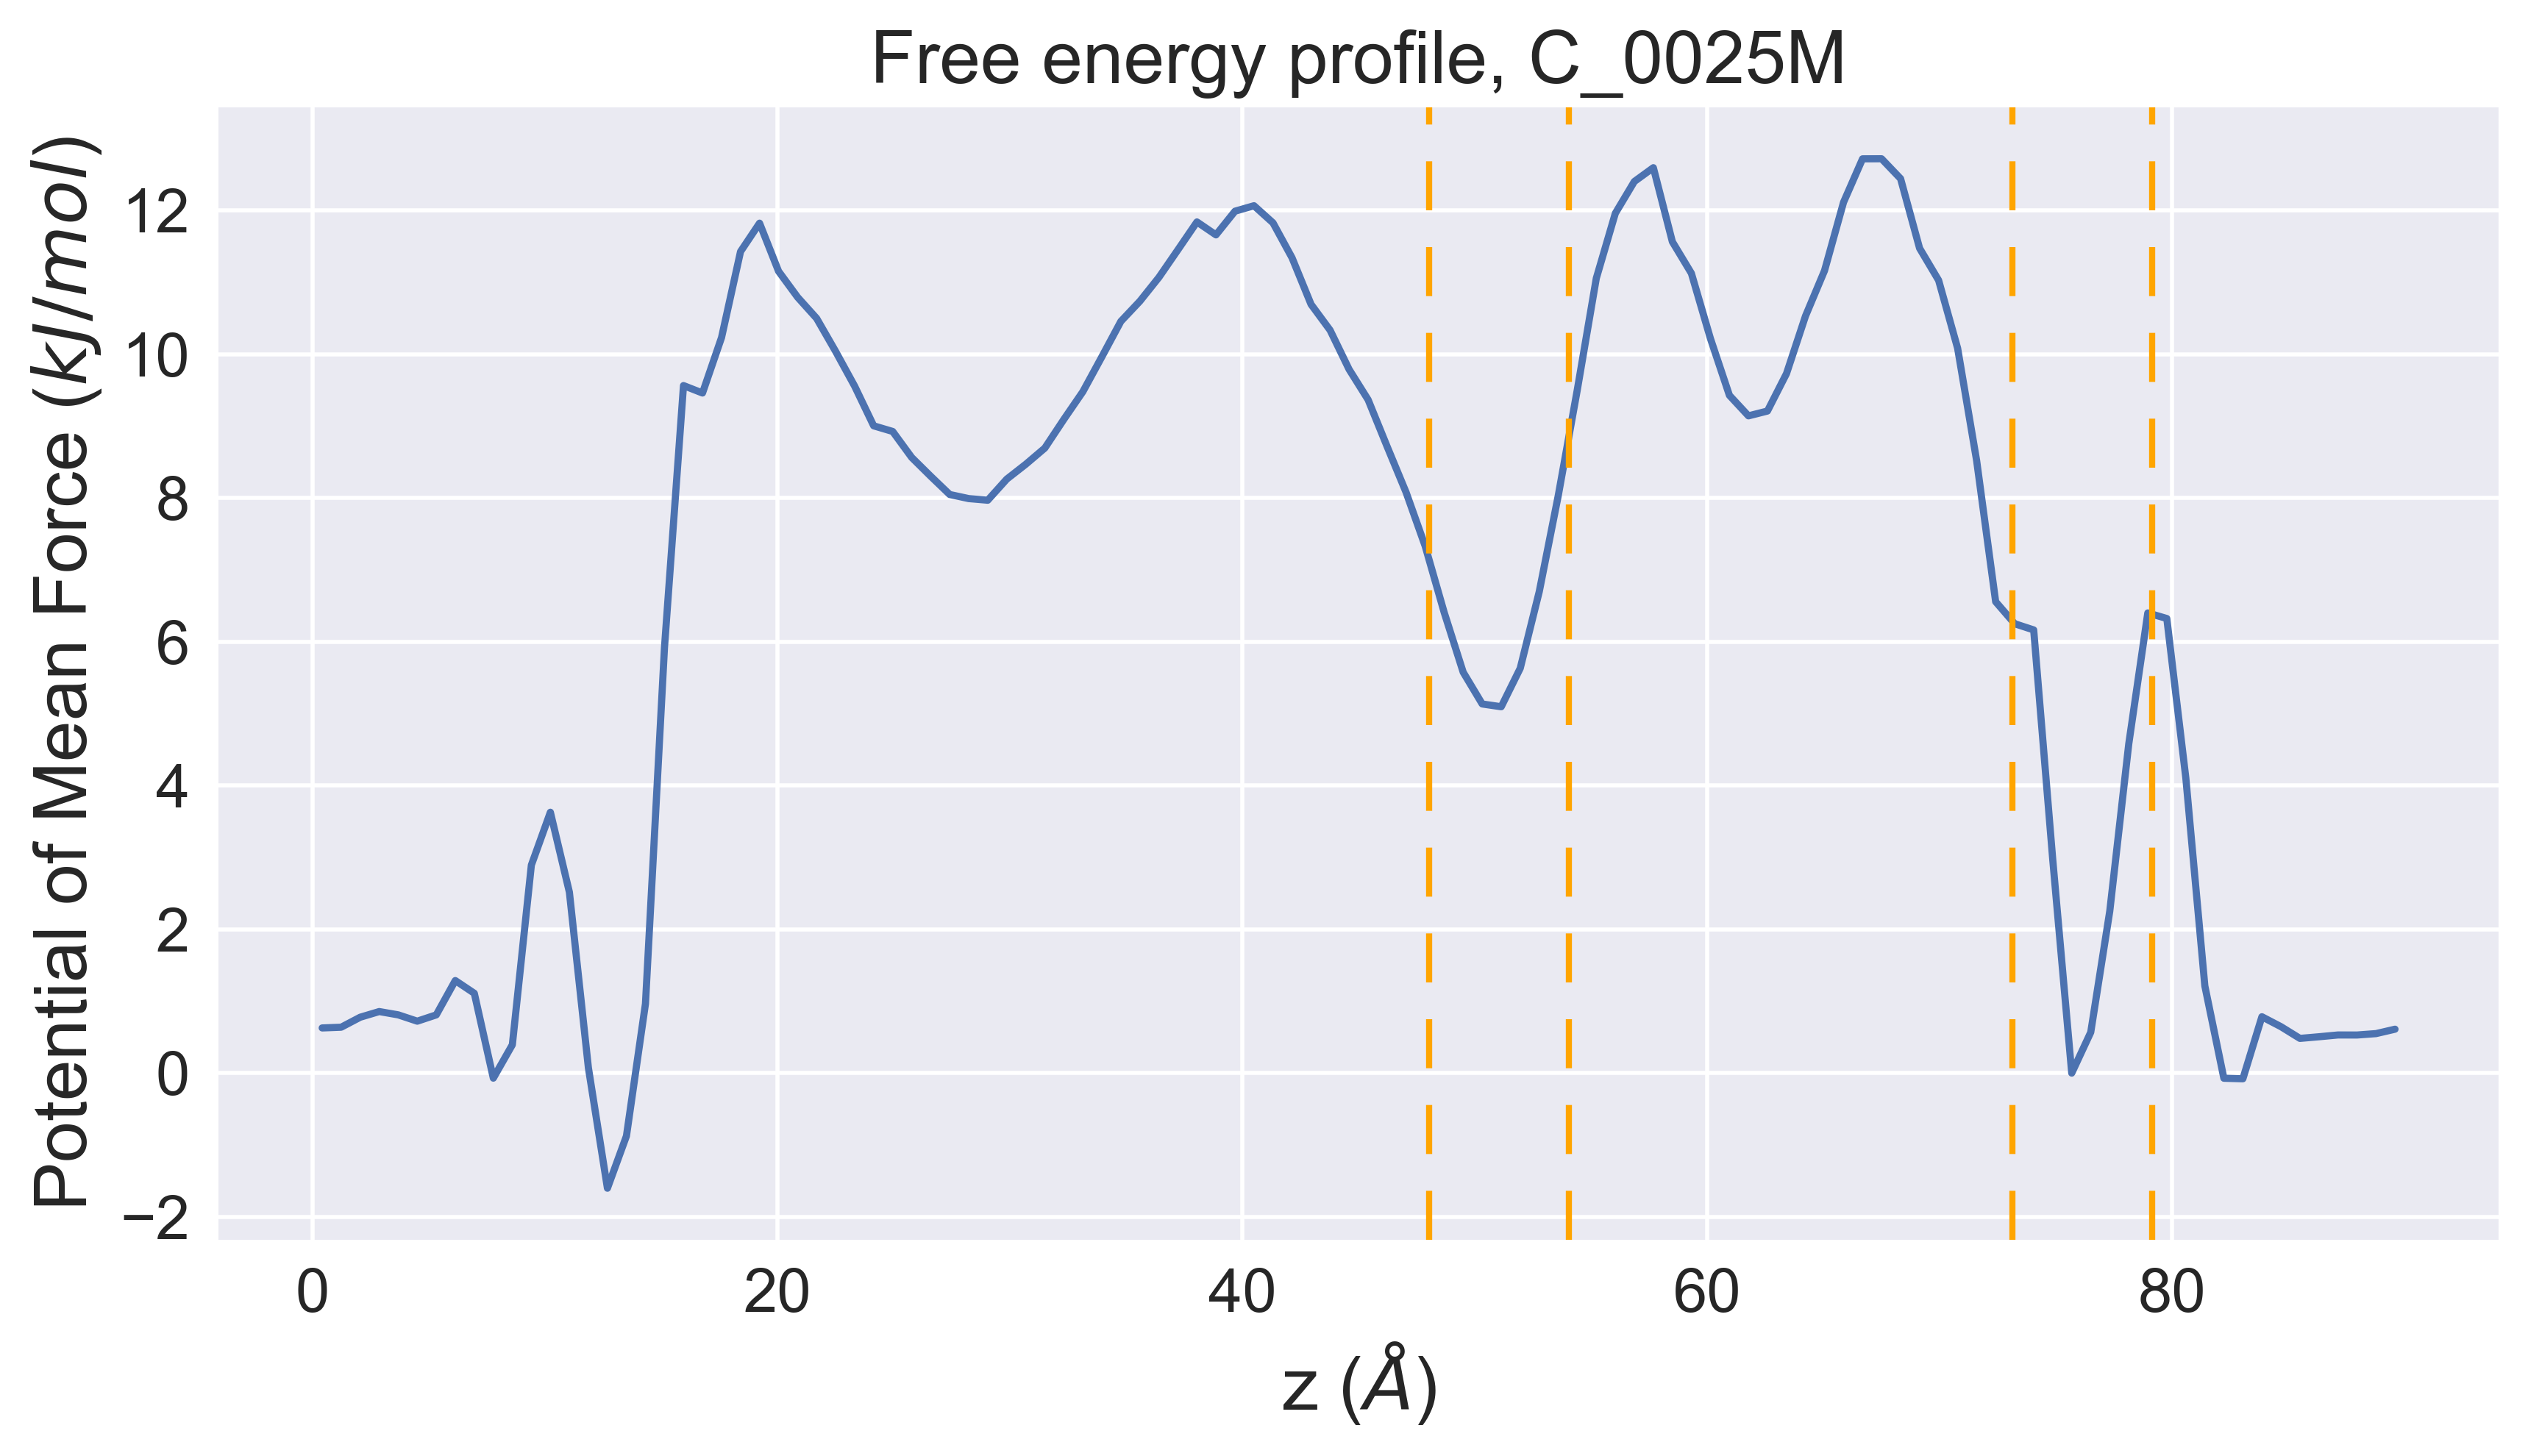 Free energy profile, C_0025M
Potential of Mean Force (kJ/mol)
12
10
8
6
4
2
0
−2
0 20 40 60 80
z (Å)